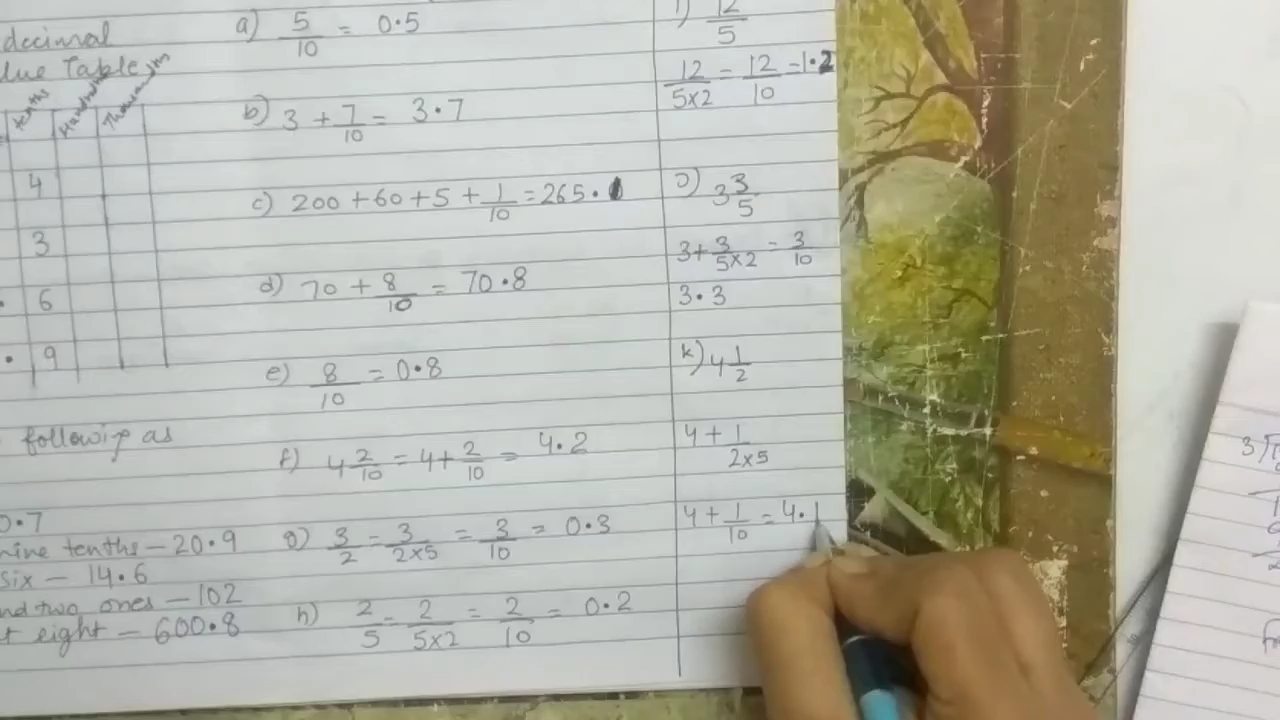 decimal
lue Table
tenths
4
3
6
9
following as
0.7
nine tenths – 20.9
six – 14.6
nd two ones – 102
t eight – 600.8
a) 5/10 = 0.5
b) 3 + 7/10 = 3.7
c) 200 + 60 + 5 + 1/10 = 265.1
d) 70 + 8/10 = 70.8
e) 8/10 = 0.8
f) 4 2/10 = 4 + 2/10 = 4.2
g) 3/2 = 3/2×5 = 3/10 = 0.3
h) 2/5 = 2/5×2 = 2/10 = 0.2
i) 12/5
12/5×2 = 12/10 = 1.2
J) 3 3/5
3 + 3/5×2 = 3/10
3.3
k) 4 1/2
4 + 1/2×5
4 + 1/10 = 4.1